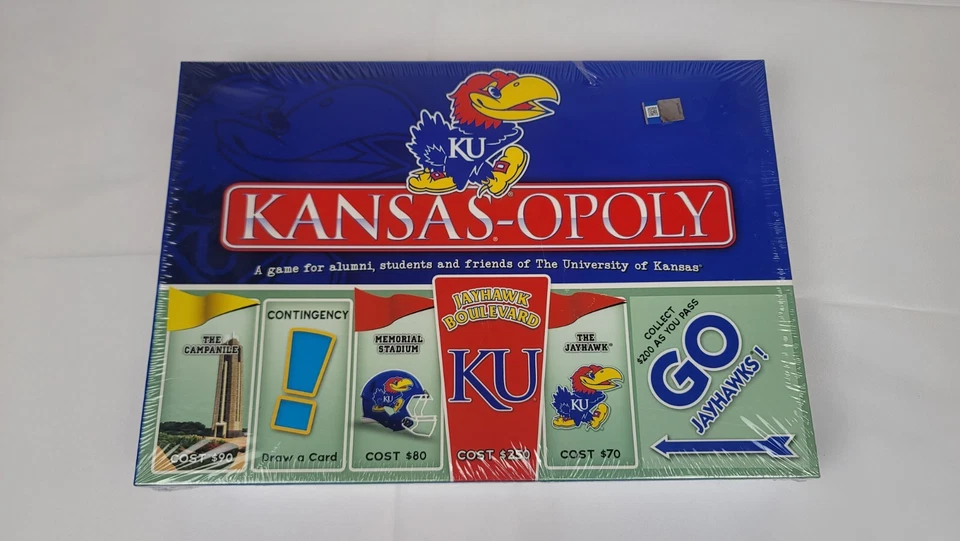 KU
KANSAS-OPOLY
A game for alumni, students and friends of The University of Kansas
THE
CAMPANILE
COST $90
CONTINGENCY
!
Draw a Card
MEMORIAL
STADIUM
COST $80
JAYHAWK
BOULEVARD
KU
COST $250
THE
JAYHAWK
KU
COST $70
COLLECT
$200 AS YOU PASS
GO
JAYHAWKS!